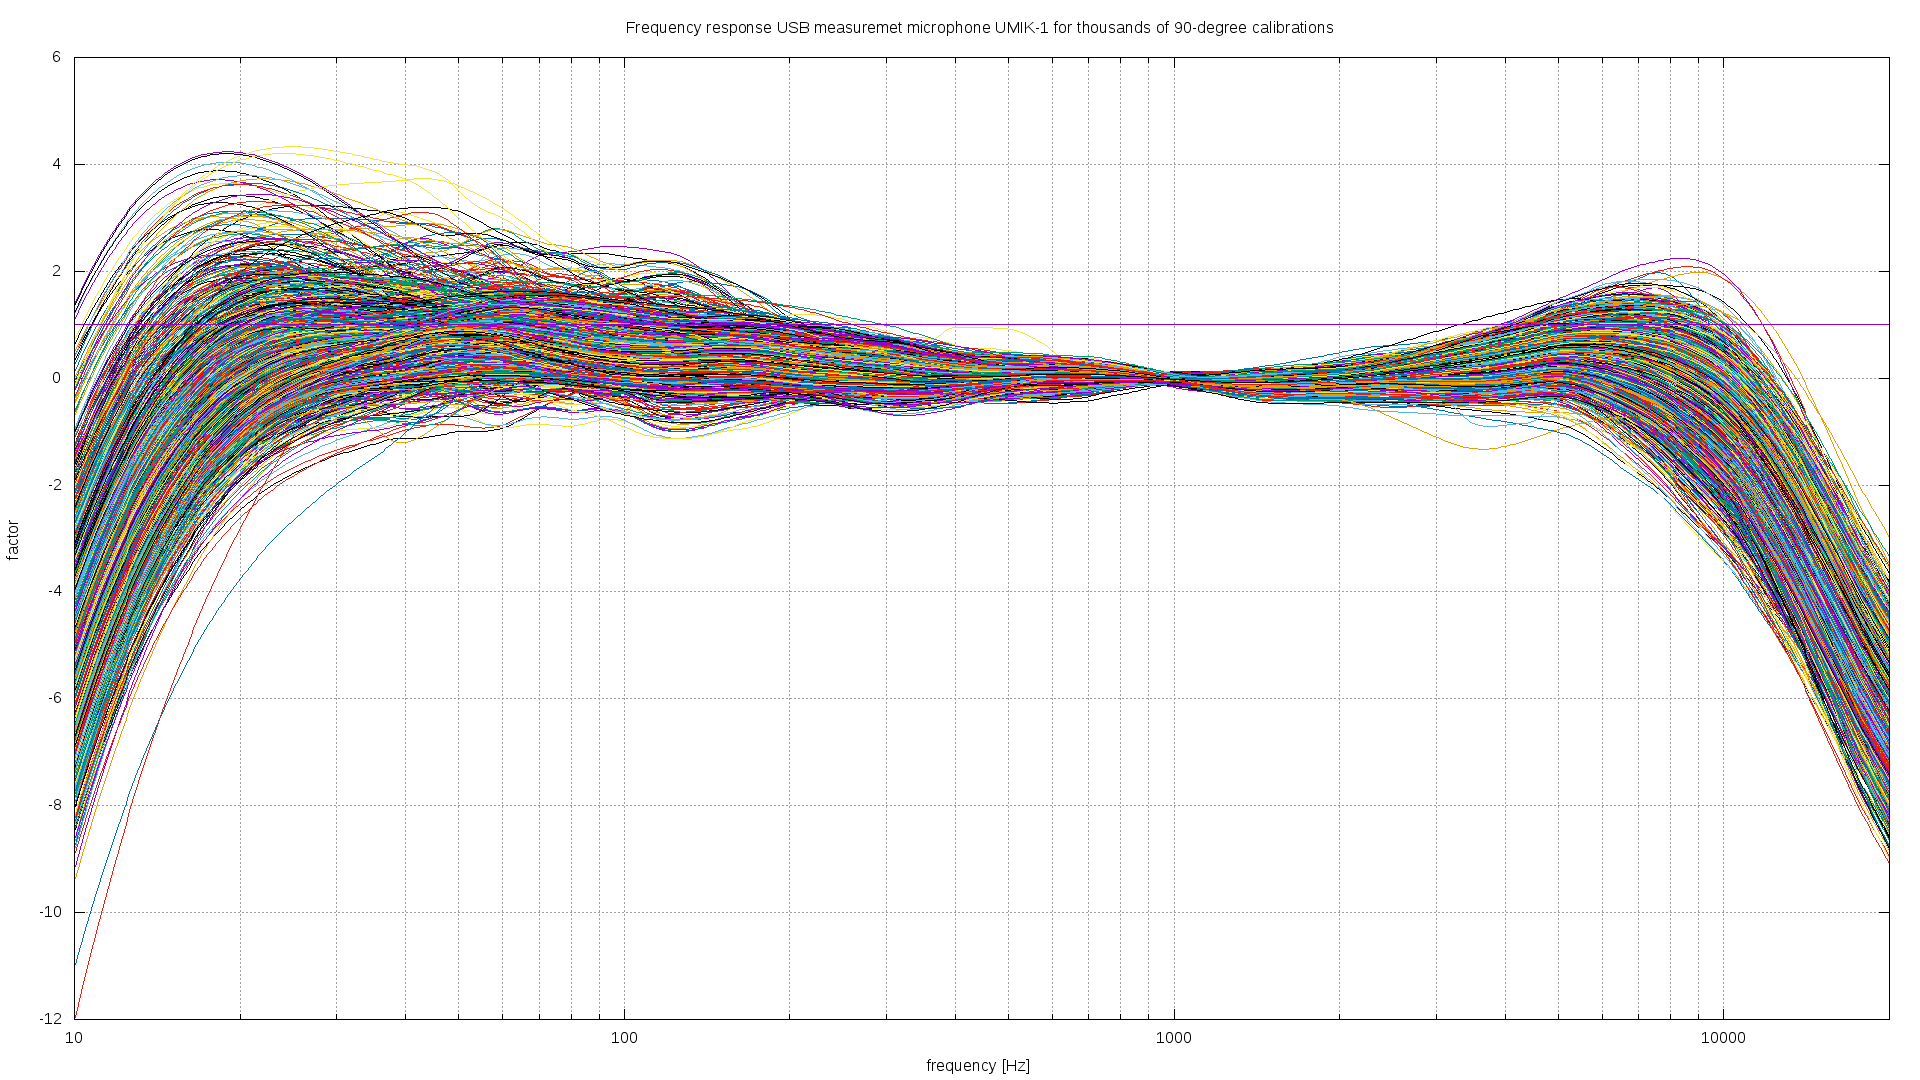 Frequency response USB measuremet microphone UMIK-1 for thousands of 90-degree calibrations
6
4
2
0
-2
-4
-6
-8
-10
-12
factor
10 100 1000 10000
frequency [Hz]